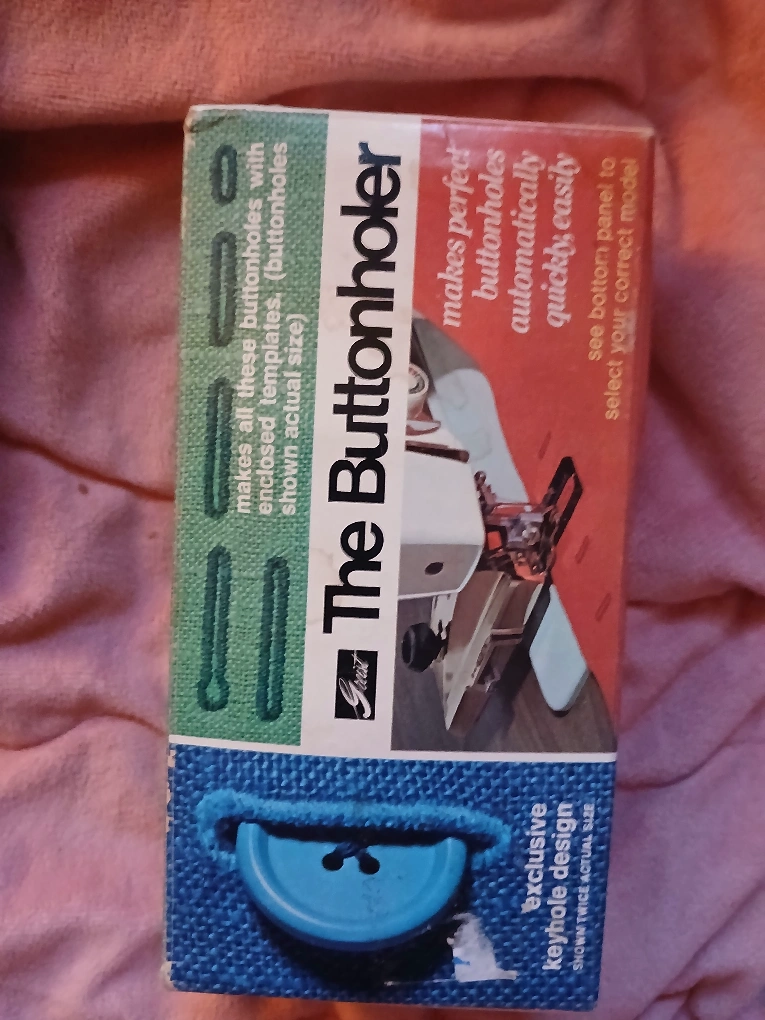 makes all these buttonholes with
enclosed templates. (buttonholes
shown actual size)
Greist
The Buttonholer
makes perfect
buttonholes
automatically
quickly, easily
see bottom panel to
select your correct model
exclusive
keyhole design
SHOWN TWICE ACTUAL SIZE